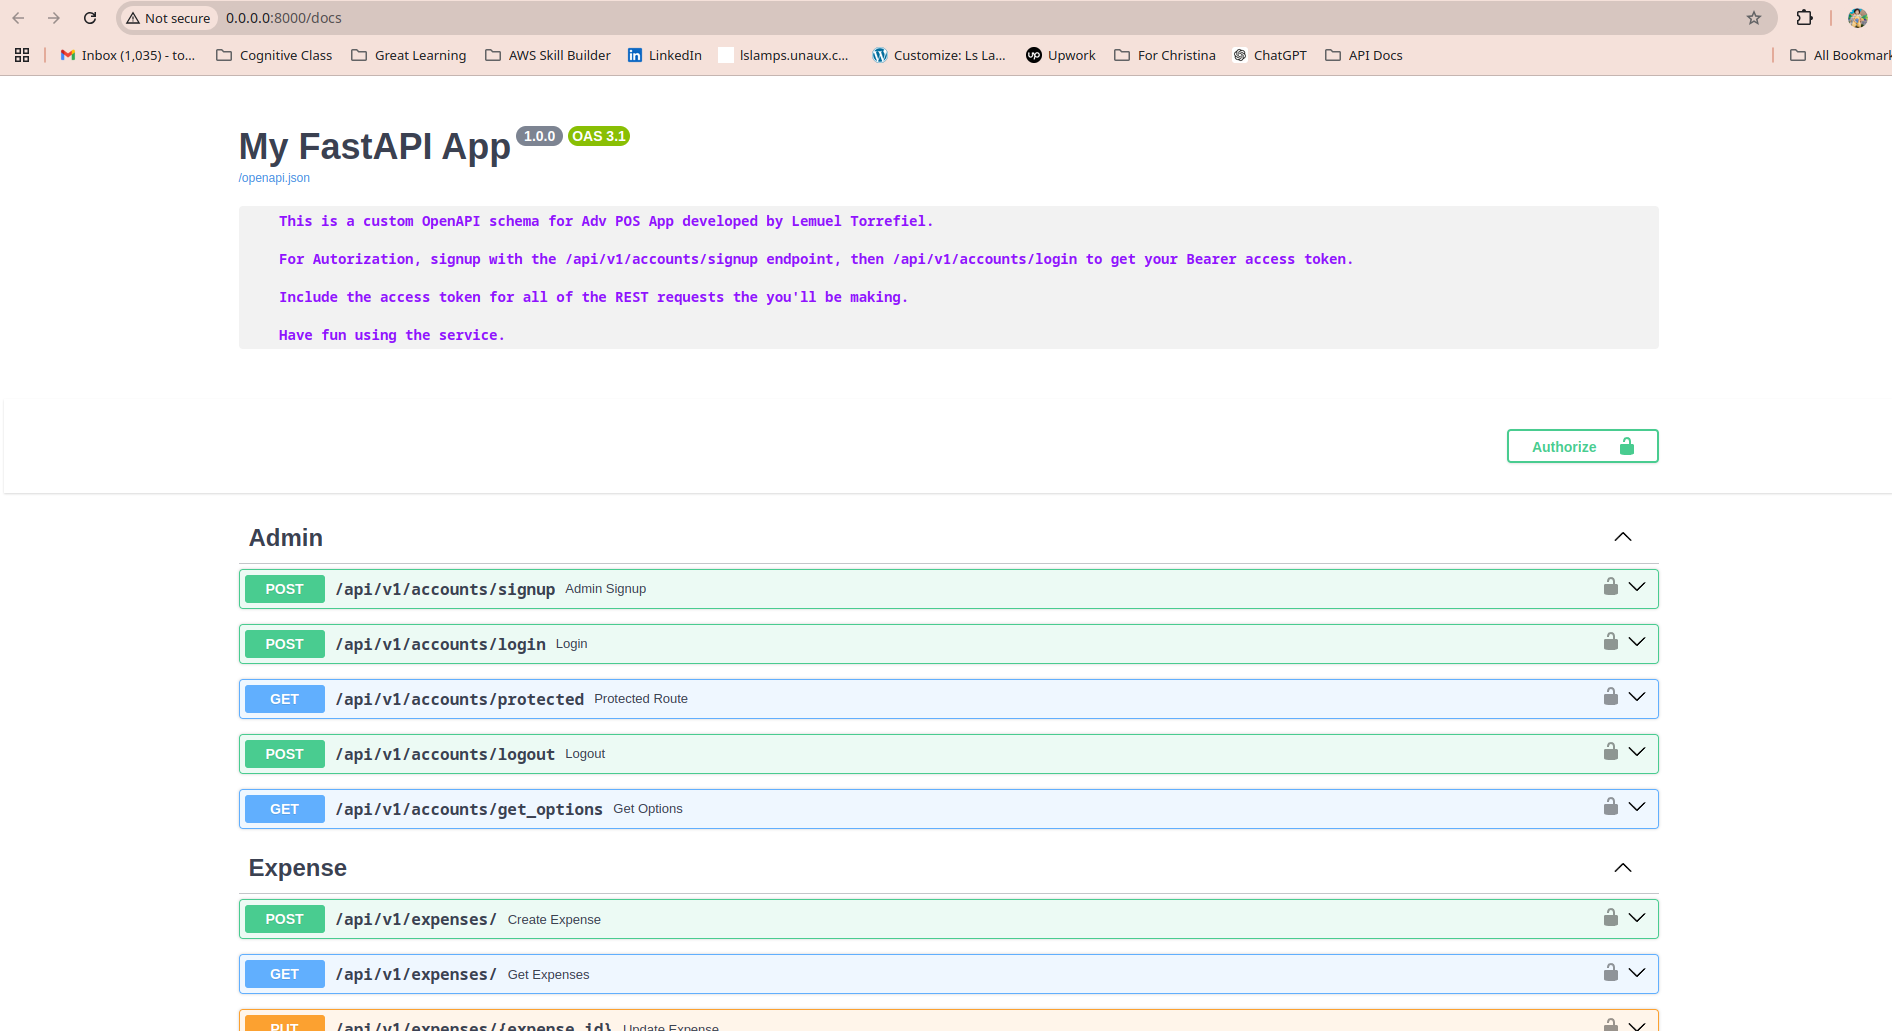 Not secure 0.0.0.0:8000/docs
Inbox (1,035) - to... Cognitive Class Great Learning AWS Skill Builder LinkedIn lslamps.unaux.c... Customize: Ls La... Upwork For Christina ChatGPT API Docs All Bookmark
My FastAPI App 1.0.0 OAS 3.1
/openapi.json
This is a custom OpenAPI schema for Adv POS App developed by Lemuel Torrefiel.
For Autorization, signup with the /api/v1/accounts/signup endpoint, then /api/v1/accounts/login to get your Bearer access token.
Include the access token for all of the REST requests the you'll be making.
Have fun using the service.
Authorize
Admin
POST /api/v1/accounts/signup Admin Signup
POST /api/v1/accounts/login Login
GET /api/v1/accounts/protected Protected Route
POST /api/v1/accounts/logout Logout
GET /api/v1/accounts/get_options Get Options
Expense
POST /api/v1/expenses/ Create Expense
GET /api/v1/expenses/ Get Expenses
PUT /api/v1/expenses/{expense_id} Update Expense